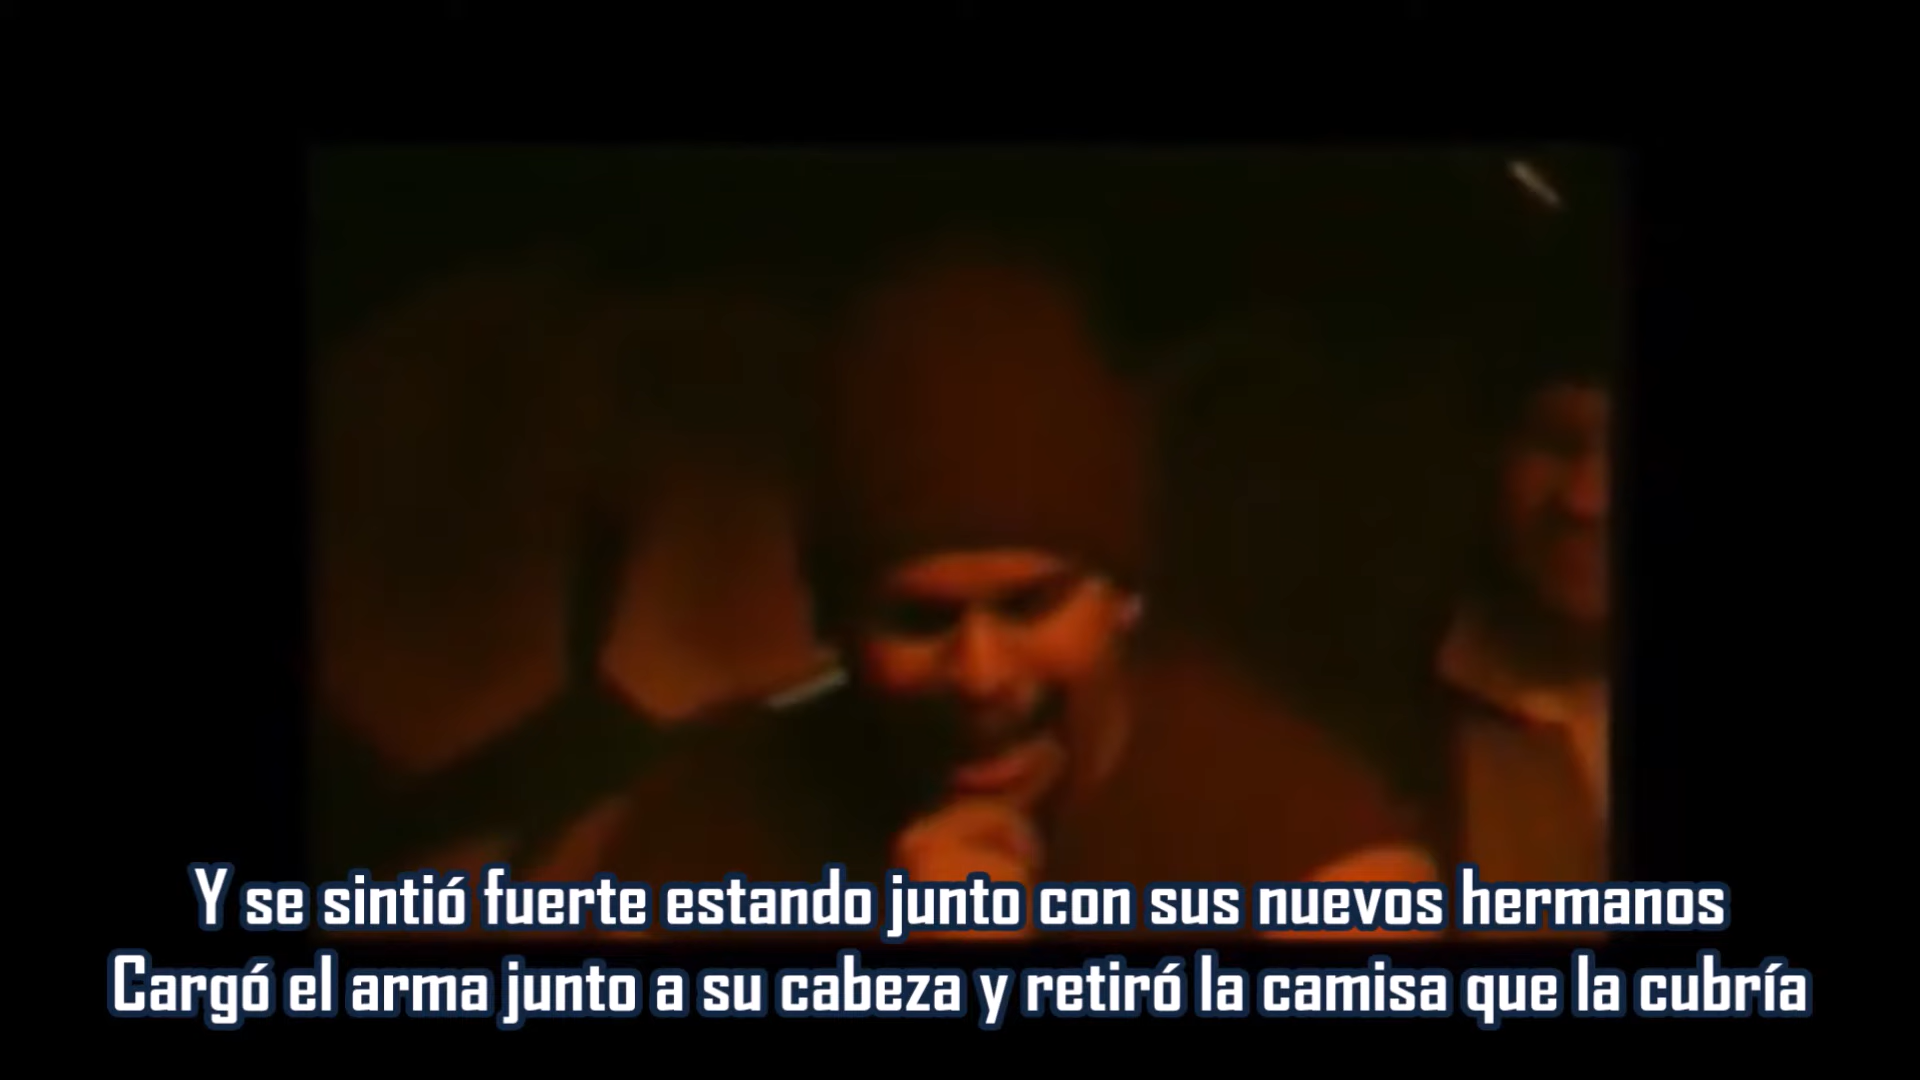 Y se sintió fuerte estando junto con sus nuevos hermanos
Cargó el arma junto a su cabeza y retiró la camisa que la cubría